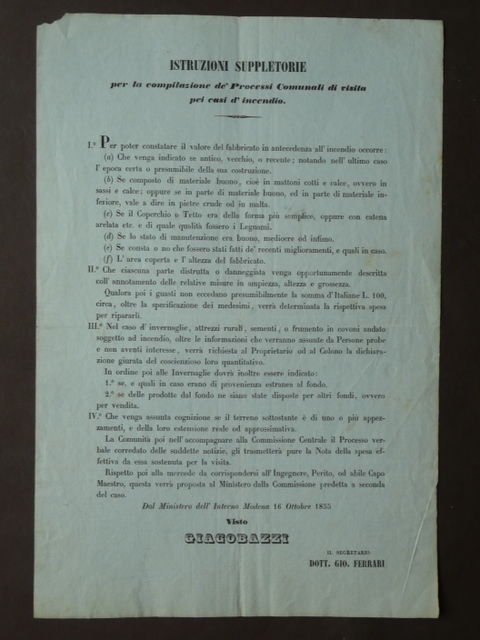 ISTRUZIONI SUPPLETORIE
per la compilazione de' Processi Comunali di visita
pei casi d' incendio.
I.° Per poter constatare il valore del fabbricato in antecedenza all' incendio occorre:
(a) Che venga indicato se antico, vecchio, o recente; notando nell' ultimo caso
l' epoca certa o presumibile della sua costruzione.
(b) Se composto di materiale buono, cioè in mattoni cotti e calce, ovvero in
sassi e calce; oppure se in parte di materiale buono, ed in parte di materiale in-
feriore, vale a dire in pietre crude od in malta.
(c) Se il Coperchio o Tetto era della forma più semplice, oppure con catena
arelata etc. e di quale qualità fossero i Legnami.
(d) Se lo stato di manutenzione era buono, mediocre od infimo.
(e) Se consta o no che fossero stati fatti de' recenti miglioramenti, e quali in caso.
(f) L' area coperta e l' altezza del fabbricato.
II.° Che ciascuna parte distrutta o danneggiata venga opportunamente descritta
coll' annotamento delle relative misure in ampiezza, altezza e grossezza.
Qualora poi i guasti non eccedano presumibilmente la somma d' Italiane L. 100,
circa, oltre la specificazione dei medesimi, verrà determinata la rispettiva spesa
per ripararli.
III.° Nel caso d' invernaglie, attrezzi rurali, sementi, o frumento in covoni andato
soggetto ad incendio, oltre le informazioni che verranno assunte da Persone probe
e non aventi interesse, verrà richiesta al Proprietario od al Colono la dichiara-
zione giurata del coscienzioso loro quantitativo.
In ordine poi alle Invernaglie dovrà inoltre essere indicato:
1.° se, e quali in caso erano di provenienza estranea al fondo.
2.° se delle prodotte dal fondo ne siano state disposte per altri fondi, ovvero
per vendita.
IV.° Che venga assunta cognizione se il terreno sottostante è di uno o più appez-
zamenti, e della loro estensione reale od approssimativa.
La Comunità poi nell' accompagnare alla Commissione Centrale il Processo ver-
bale corredato delle suddette notizie, gli trasmetterà pure la Nota della spesa ef-
fettiva da essa sostenuta per la visita.
Rispetto poi alla mercede da corrispondersi all' Ingegnere, Perito, od abile Capo
Maestro, questa verrà proposta al Ministero dalla Commissione predetta a seconda
del caso.
Dal Ministero dell' Interno Modena 16 Ottobre 1855
Visto
GIACOBAZZI
IL SEGRETARIO
DOTT. GIO. FERRARI